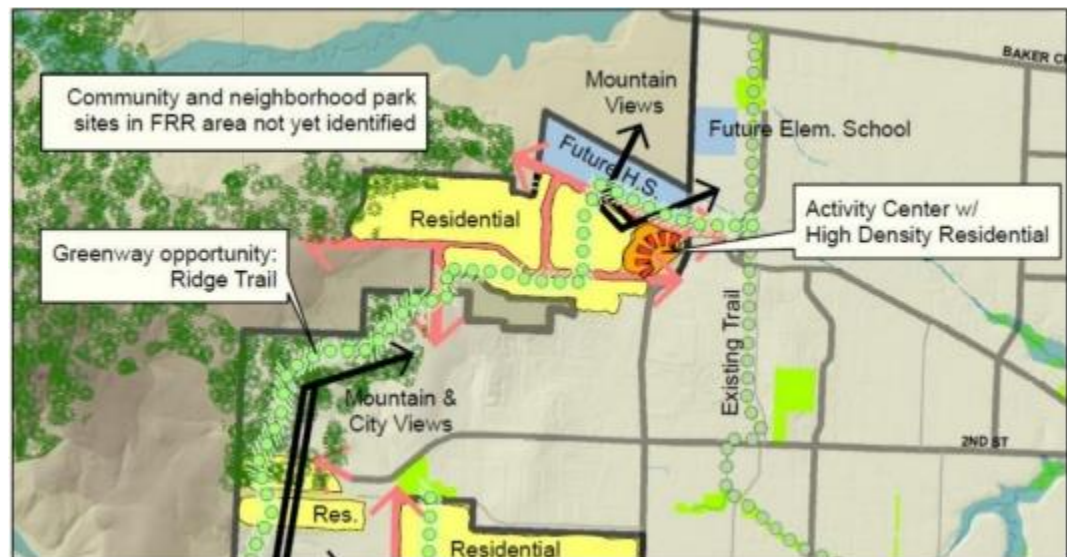 BAKER C
Mountain
Views
Community and neighborhood park
sites in FRR area not yet identified
Future Elem. School
Future H.S.
Activity Center w/
High Density Residential
Residential
Greenway opportunity:
Ridge Trail
Existing Trail
Mountain &
City Views
2ND ST
Res.
Residential